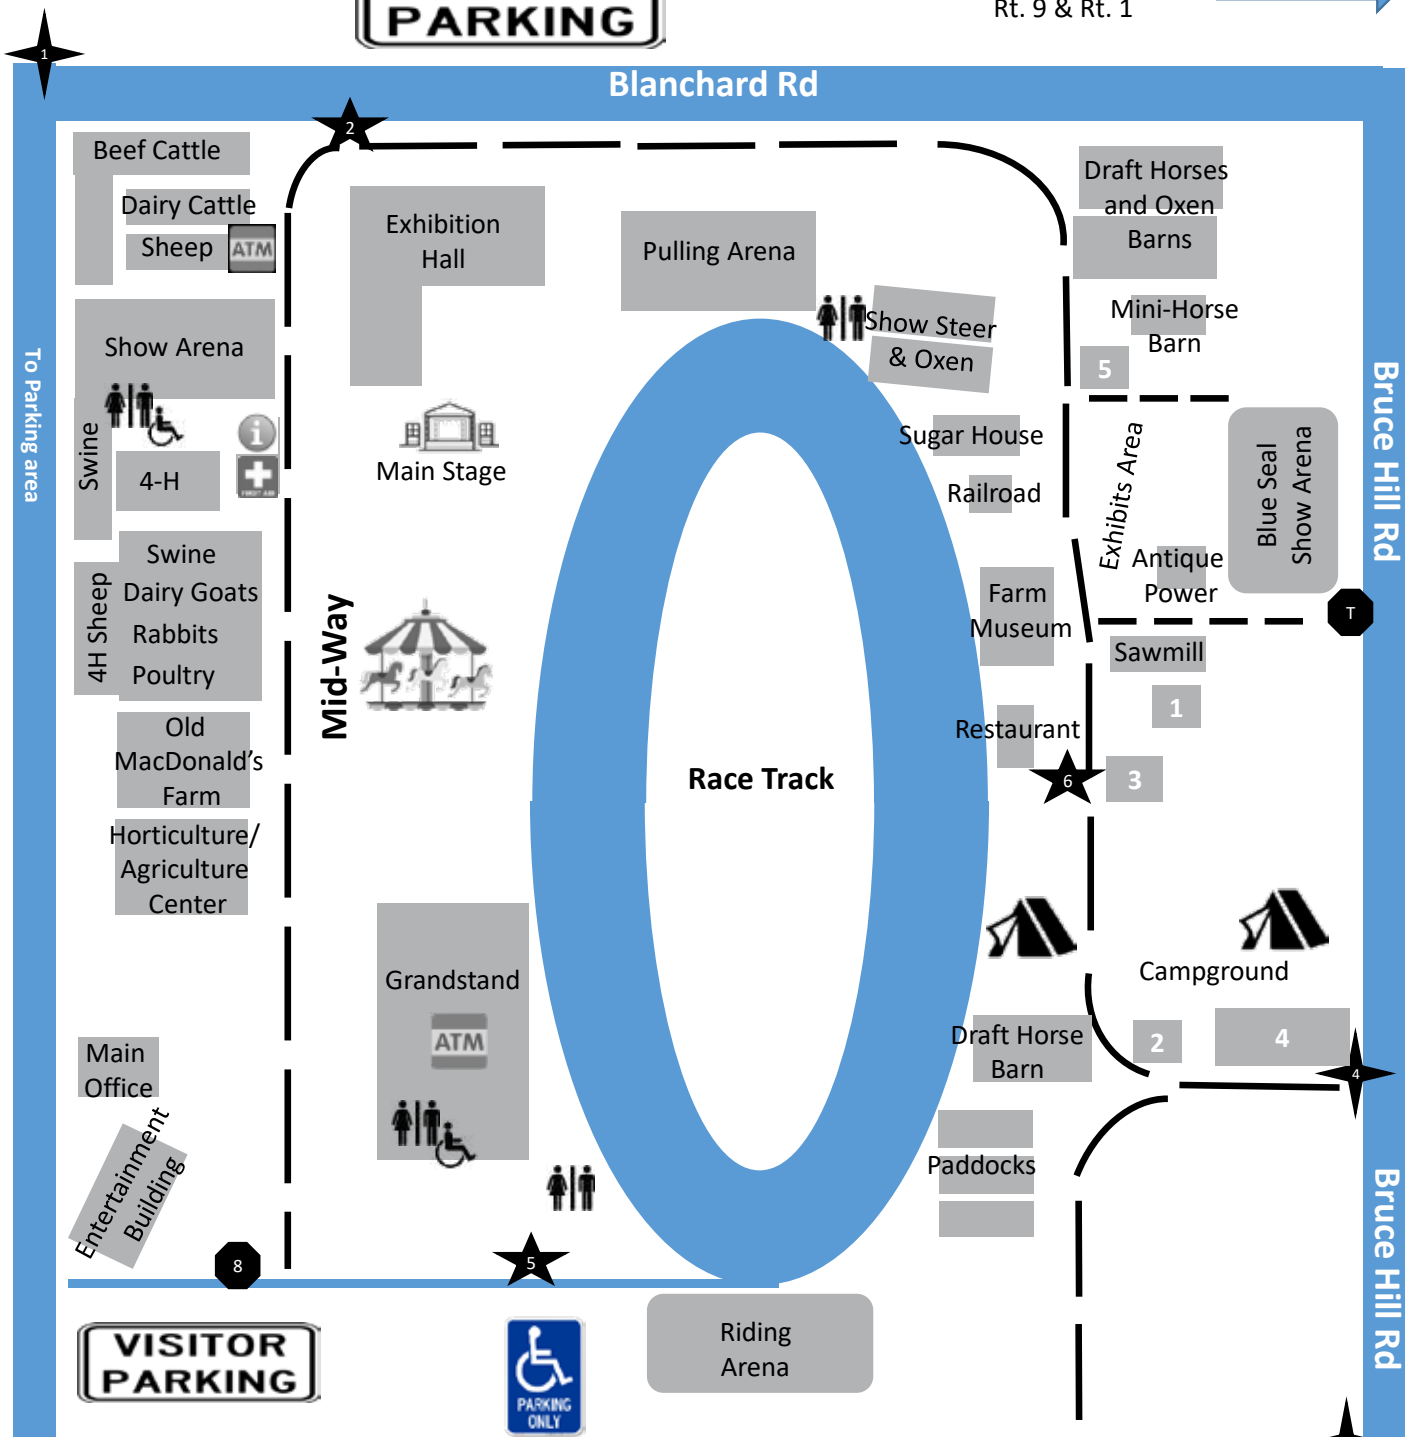 PARKING
Rt. 9 & Rt. 1
1
Blanchard Rd
2
Beef Cattle
Dairy Cattle
Sheep
ATM
Exhibition
Hall
Pulling Arena
Draft Horses
and Oxen
Barns
Show Steer
& Oxen
Mini-Horse
Barn
5
Show Arena
To Parking area
Swine
4-H
i
FIRST AID
Main Stage
Sugar House
Railroad
Exhibits Area
Blue Seal
Show Arena
Bruce Hill Rd
Antique
Power
T
Swine
Dairy Goats
Rabbits
Poultry
4H Sheep
Mid-Way
Farm
Museum
Sawmill
1
Old
MacDonald's
Farm
Restaurant
6
3
Race Track
Horticulture/
Agriculture
Center
Grandstand
ATM
Campground
Main
Office
Draft Horse
Barn
2
4
4
Entertainment
Building
Paddocks
Bruce Hill Rd
8
5
VISITOR
PARKING
PARKING
ONLY
Riding
Arena